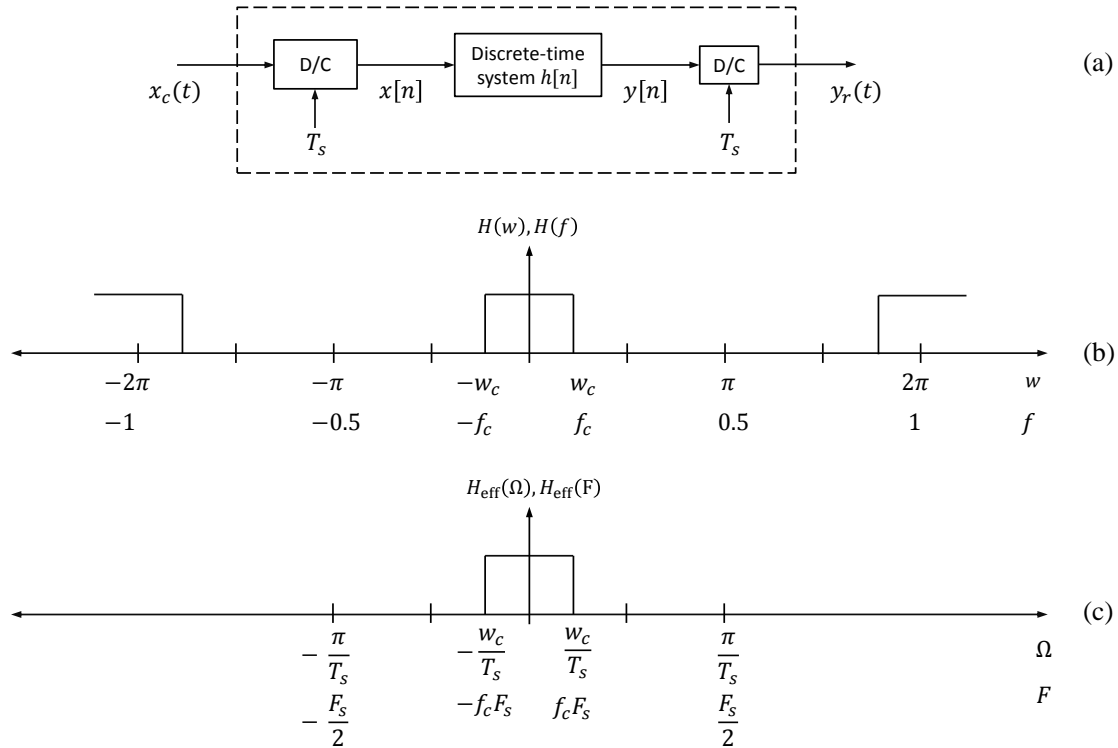 D/C Discrete-time system h[n] D/C (a)
x_c(t) x[n] y[n] y_r(t)
T_s T_s
H(w), H(f)
(b)
−2π −π −w_c w_c π 2π w
−1 −0.5 −f_c f_c 0.5 1 f
H_eff(Ω), H_eff(F)
(c)
−π/T_s −w_c/T_s w_c/T_s π/T_s Ω
−F_s/2 −f_cF_s f_cF_s F_s/2 F